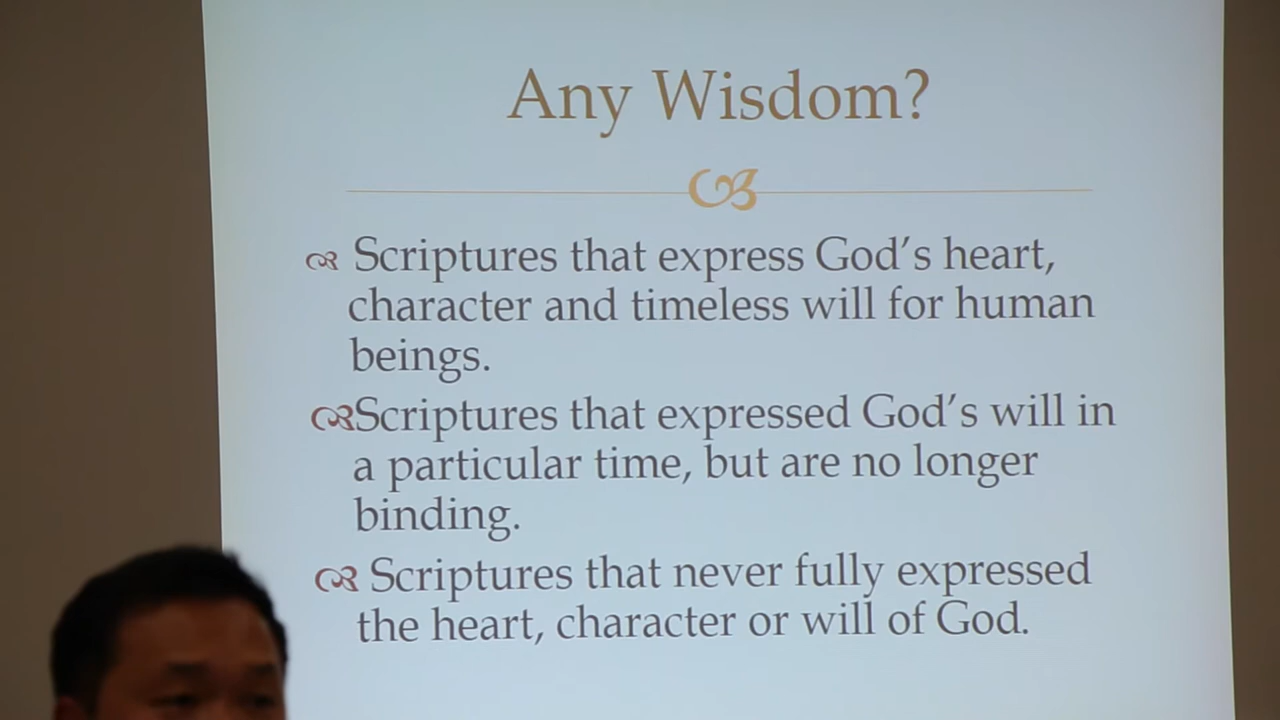 Any Wisdom?
Scriptures that express God's heart,
character and timeless will for human
beings.
Scriptures that expressed God's will in
a particular time, but are no longer
binding.
Scriptures that never fully expressed
the heart, character or will of God.